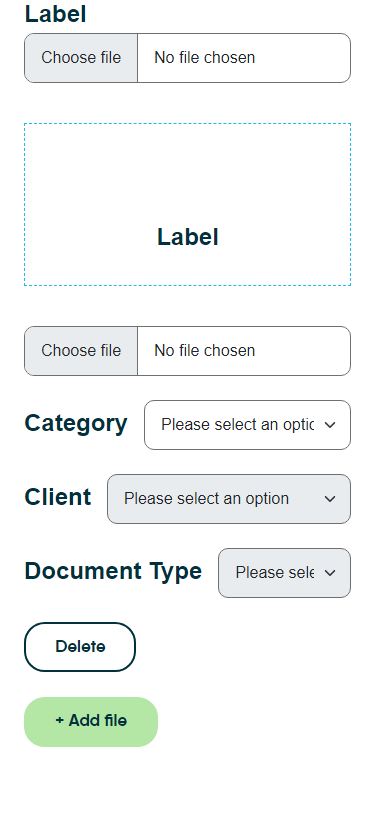 Label
Choose file No file chosen
Label
Choose file No file chosen
Category Please select an optic
Client Please select an option
Document Type Please sele
Delete
+ Add file